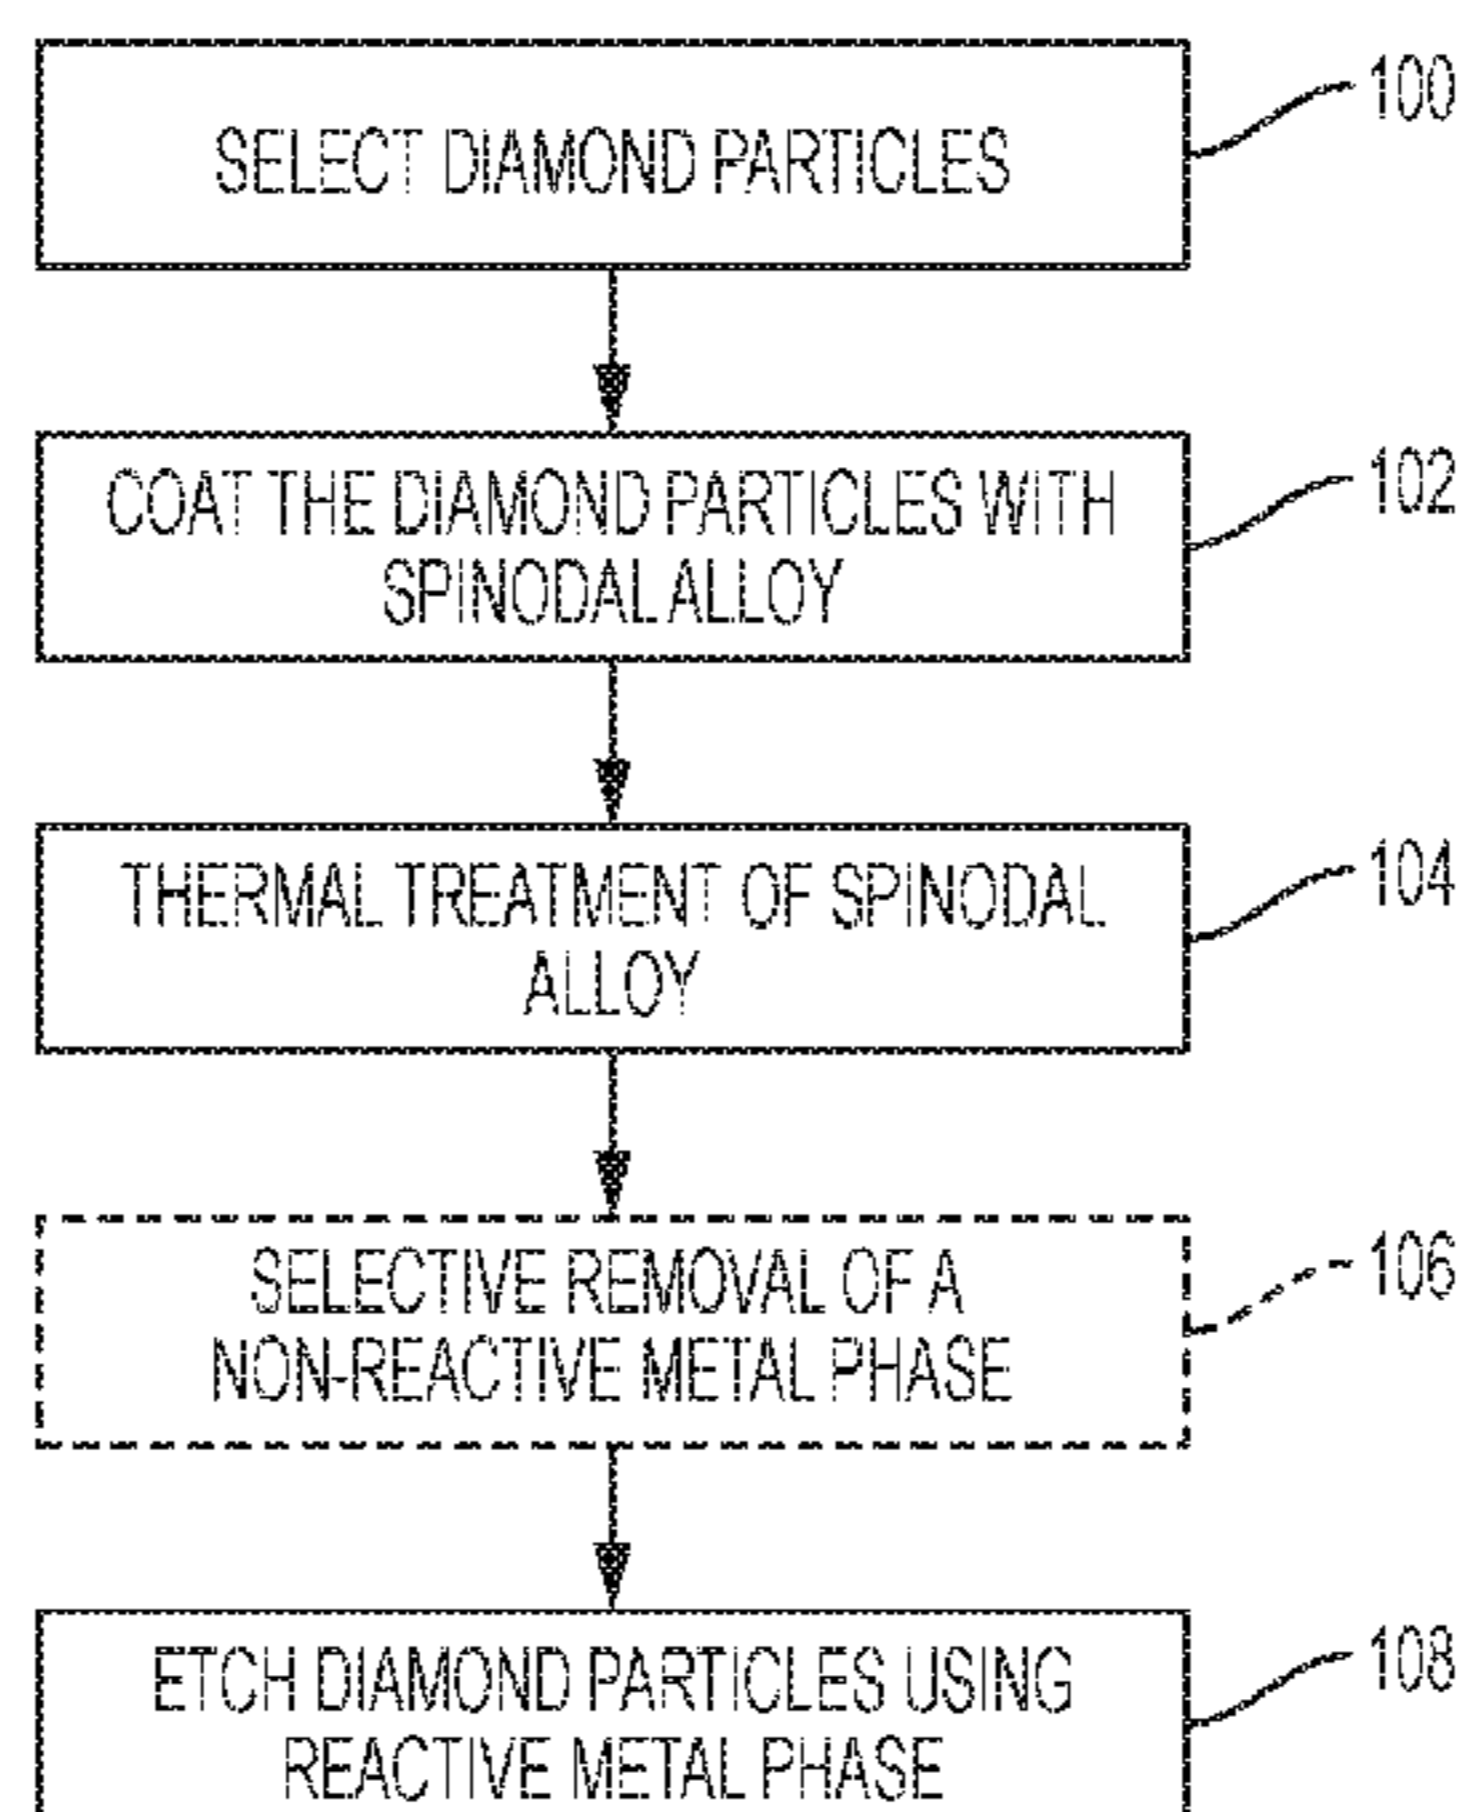 SELECT DIAMOND PARTICLES
100
COAT THE DIAMOND PARTICLES WITH
SPINODAL ALLOY
102
THERMAL TREATMENT OF SPINODAL
ALLOY
104
SELECTIVE REMOVAL OF A
NON-REACTIVE METAL PHASE
106
ETCH DIAMOND PARTICLES USING
REACTIVE METAL PHASE
108